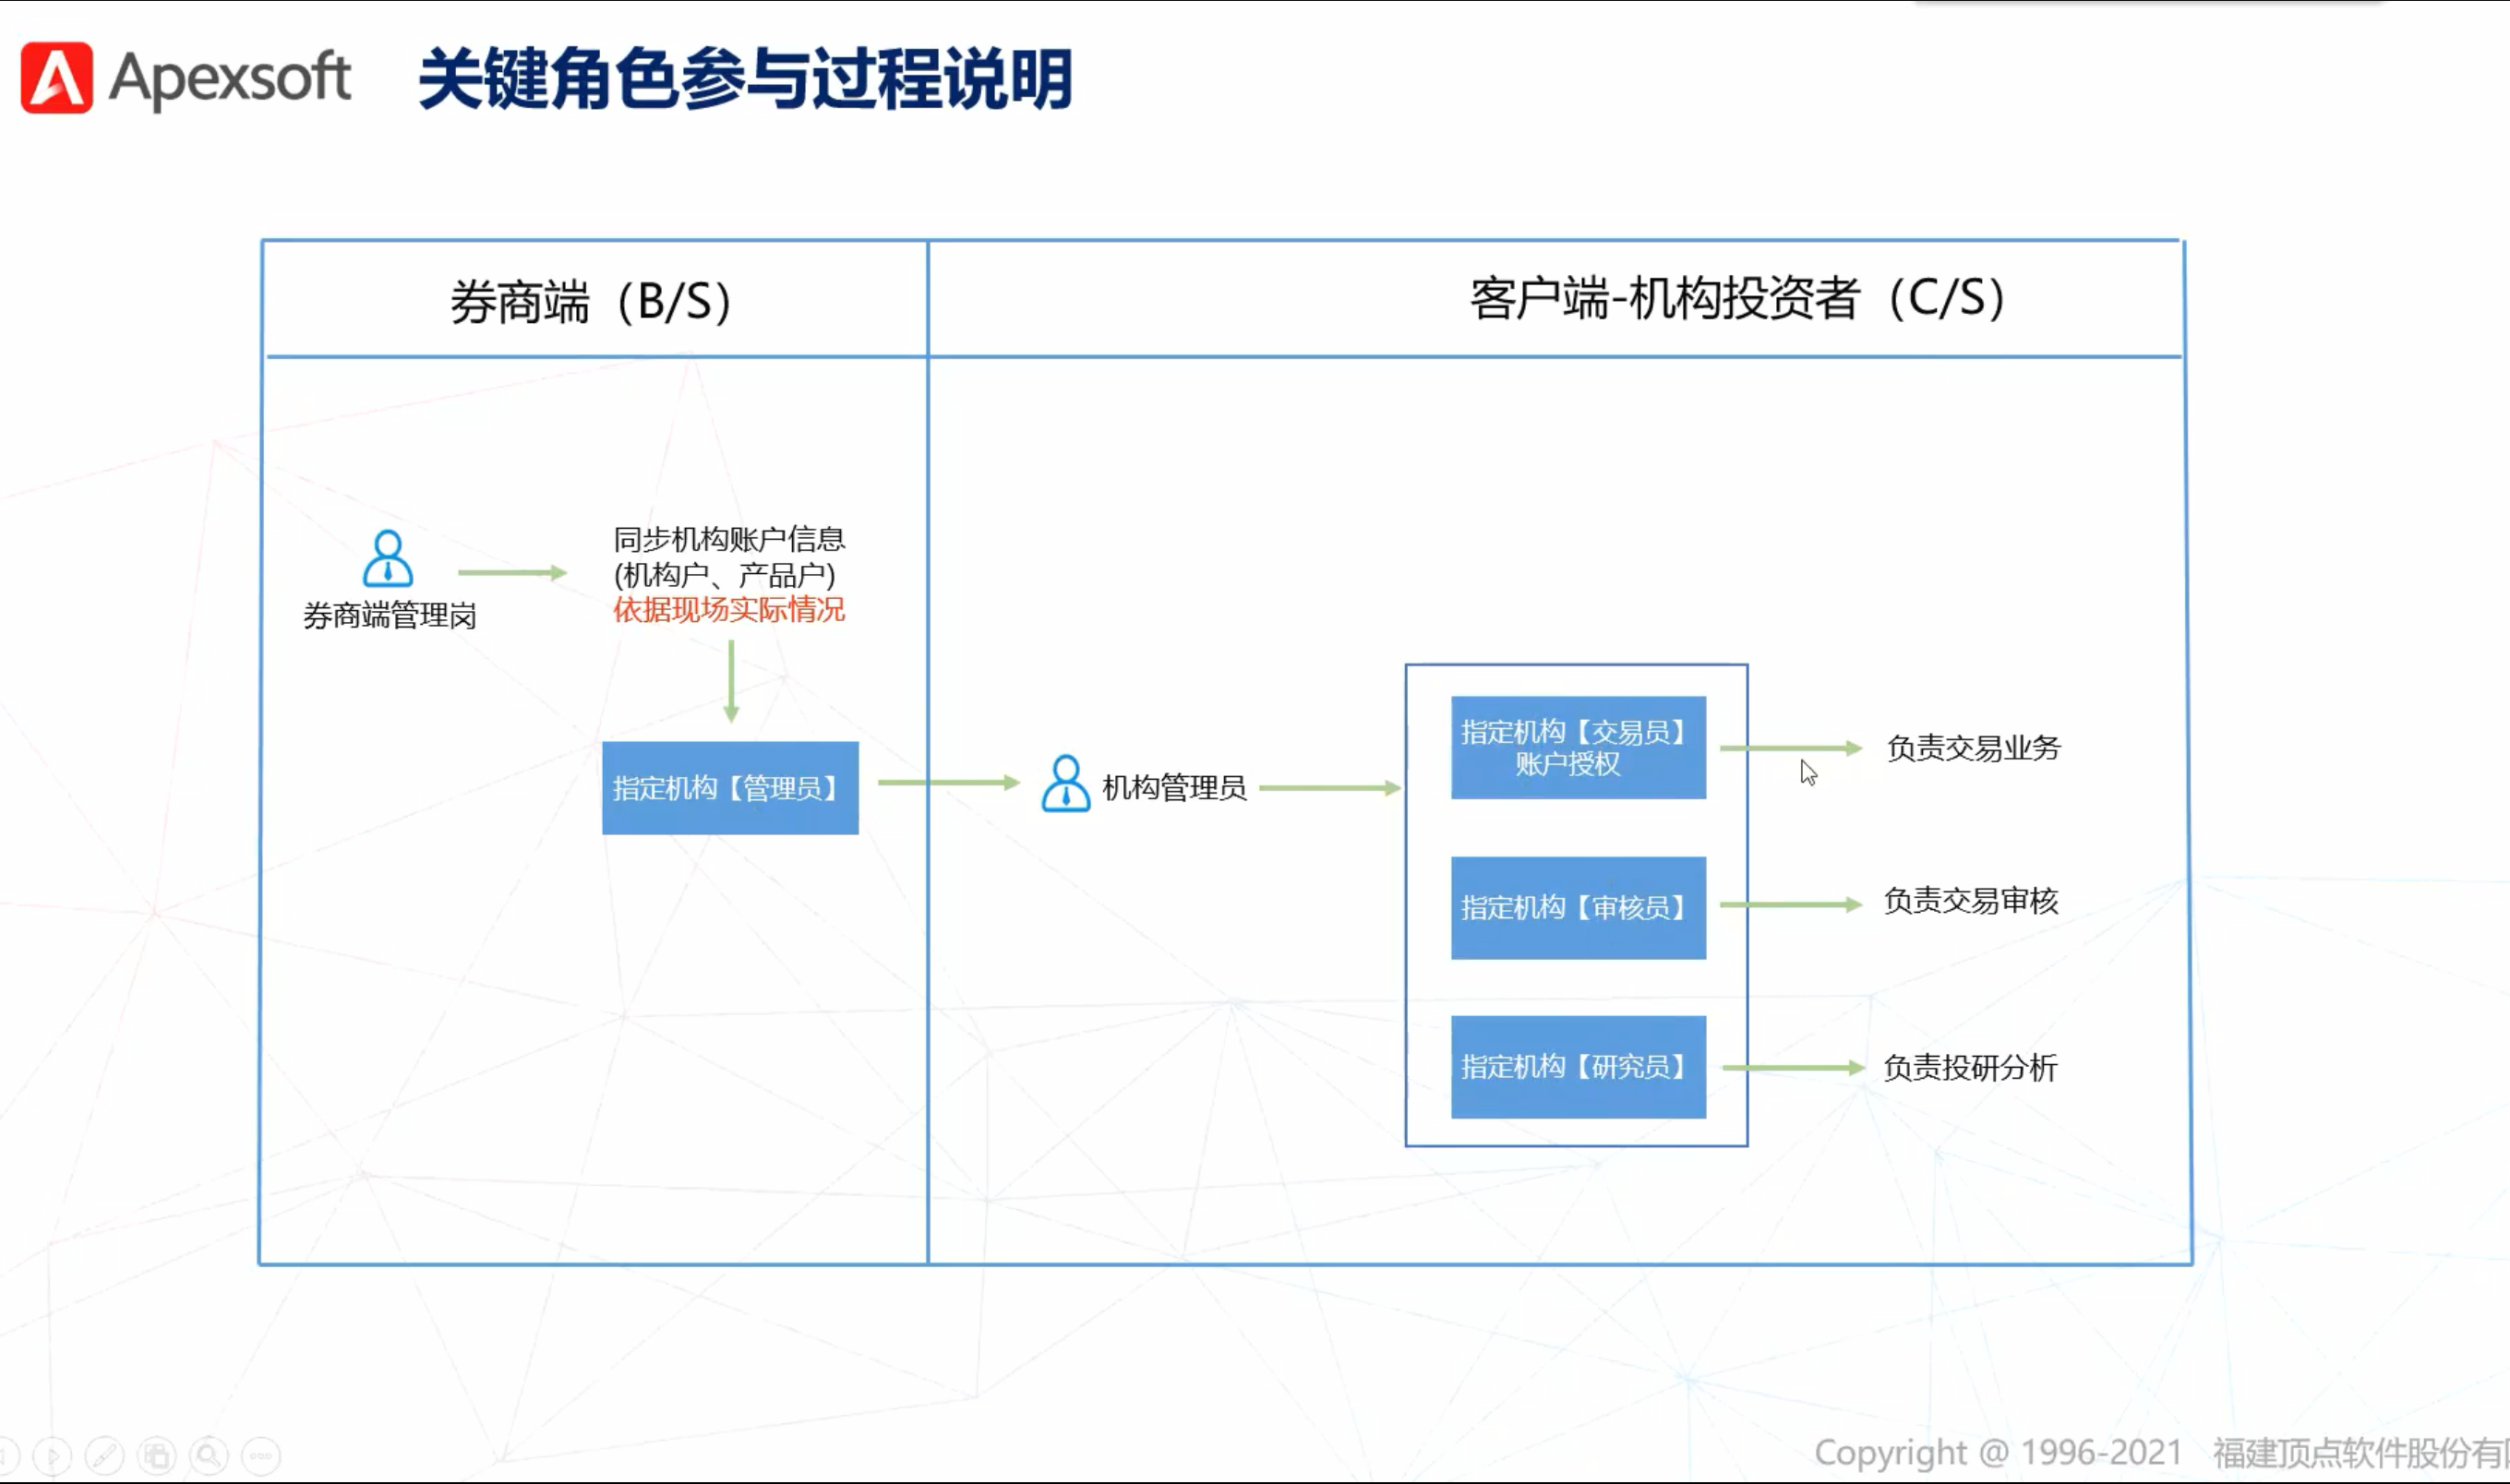 Apexsoft
关键角色参与过程说明
券商端（B/S）
客户端-机构投资者（C/S）
同步机构账户信息
(机构户、产品户)
依据现场实际情况
券商端管理岗
指定机构【管理员】
机构管理员
指定机构【交易员】
账户授权
负责交易业务
指定机构【审核员】
负责交易审核
指定机构【研究员】
负责投研分析
Copyright @ 1996-2021 福建顶点软件股份有